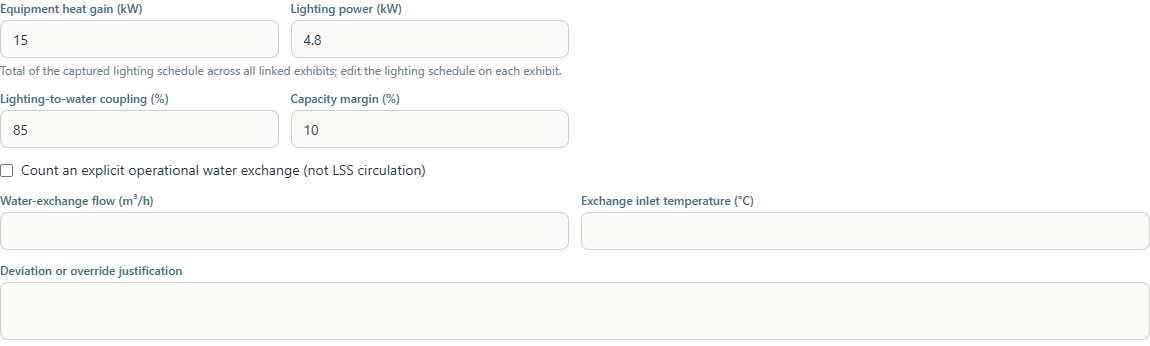 Equipment heat gain (kW) Lighting power (kW)
15 4.8
Total of the captured lighting schedule across all linked exhibits; edit the lighting schedule on each exhibit.
Lighting-to-water coupling (%) Capacity margin (%)
85 10
Count an explicit operational water exchange (not LSS circulation)
Water-exchange flow (m³/h) Exchange inlet temperature (°C)
Deviation or override justification